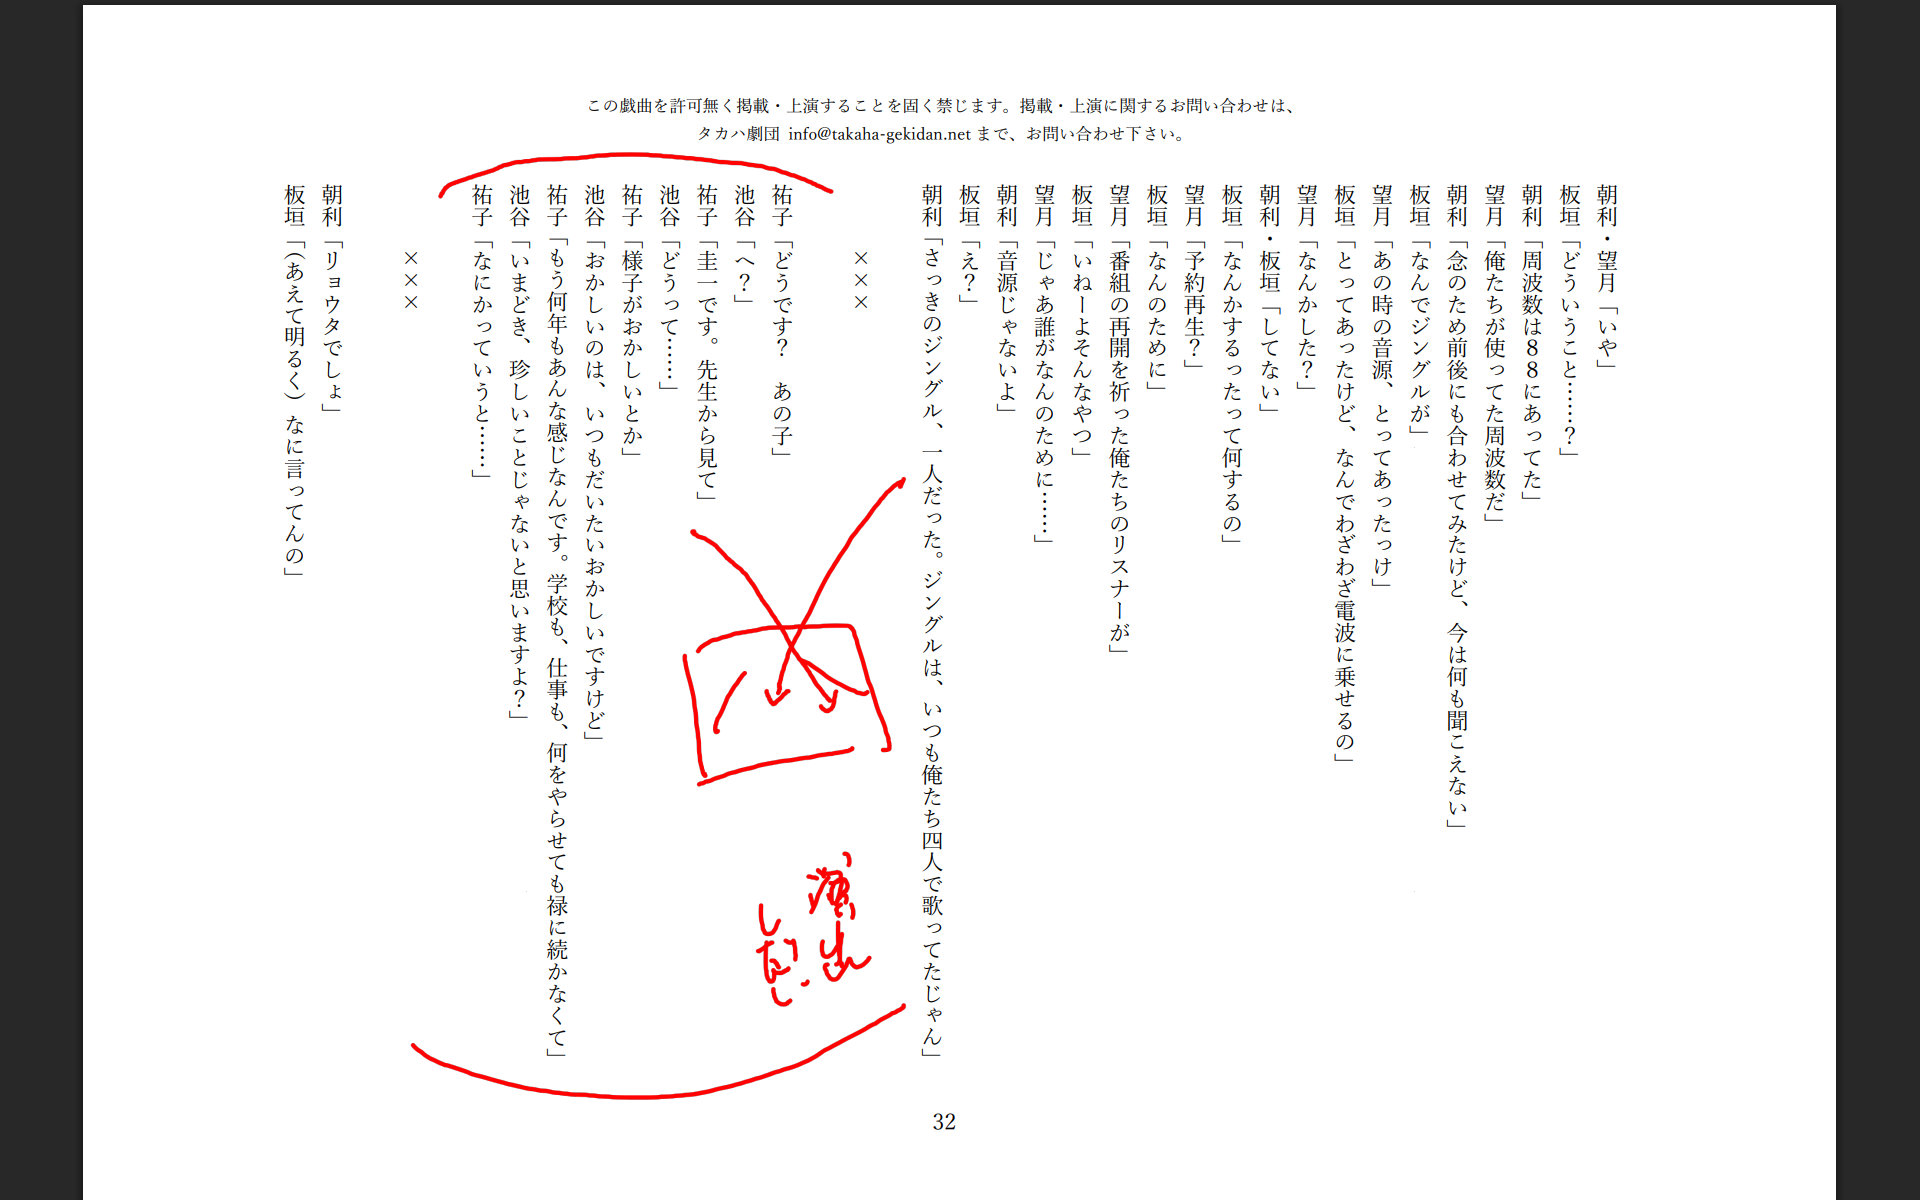 この戯曲を許可無く掲載・上演することを固く禁じます。掲載・上演に関するお問い合わせは、
タカハ劇団 info@takaha-gekidan.net まで、お問い合わせ下さい。
朝利・望月「いや」
板垣「どういうこと……？」
朝利「周波数は８８にあってた」
望月「俺たちが使ってた周波数だ」
朝利「念のため前後にも合わせてみたけど、今は何も聞こえない」
板垣「なんでジングルが」
望月「あの時の音源、とってあったっけ」
板垣「とってあったけど、なんでわざわざ電波に乗せるの」
望月「なんかした？」
朝利・板垣「してない」
板垣「なんかするったって何するの」
望月「予約再生？」
板垣「なんのために」
望月「番組の再開を祈った俺たちのリスナーが」
板垣「いねーよそんなやつ」
望月「じゃあ誰がなんのために……」
朝利「音源じゃないよ」
板垣「え？」
朝利「さっきのジングル、一人だった。ジングルは、いつも俺たち四人で歌ってたじゃん」
×××
祐子「どうです？　あの子」
池谷「へ？」
祐子「圭一です。先生から見て」
池谷「どうって……」
祐子「様子がおかしいとか」
池谷「おかしいのは、いつもだいたいおかしいですけど」
祐子「もう何年もあんな感じなんです。学校も、仕事も、何をやらせても禄に続かなくて」
池谷「いまどき、珍しいことじゃないと思いますよ？」
祐子「なにかっていうと……」
×××
朝利「リョウタでしょ」
板垣「（あえて明るく）なに言ってんの」
演出
32